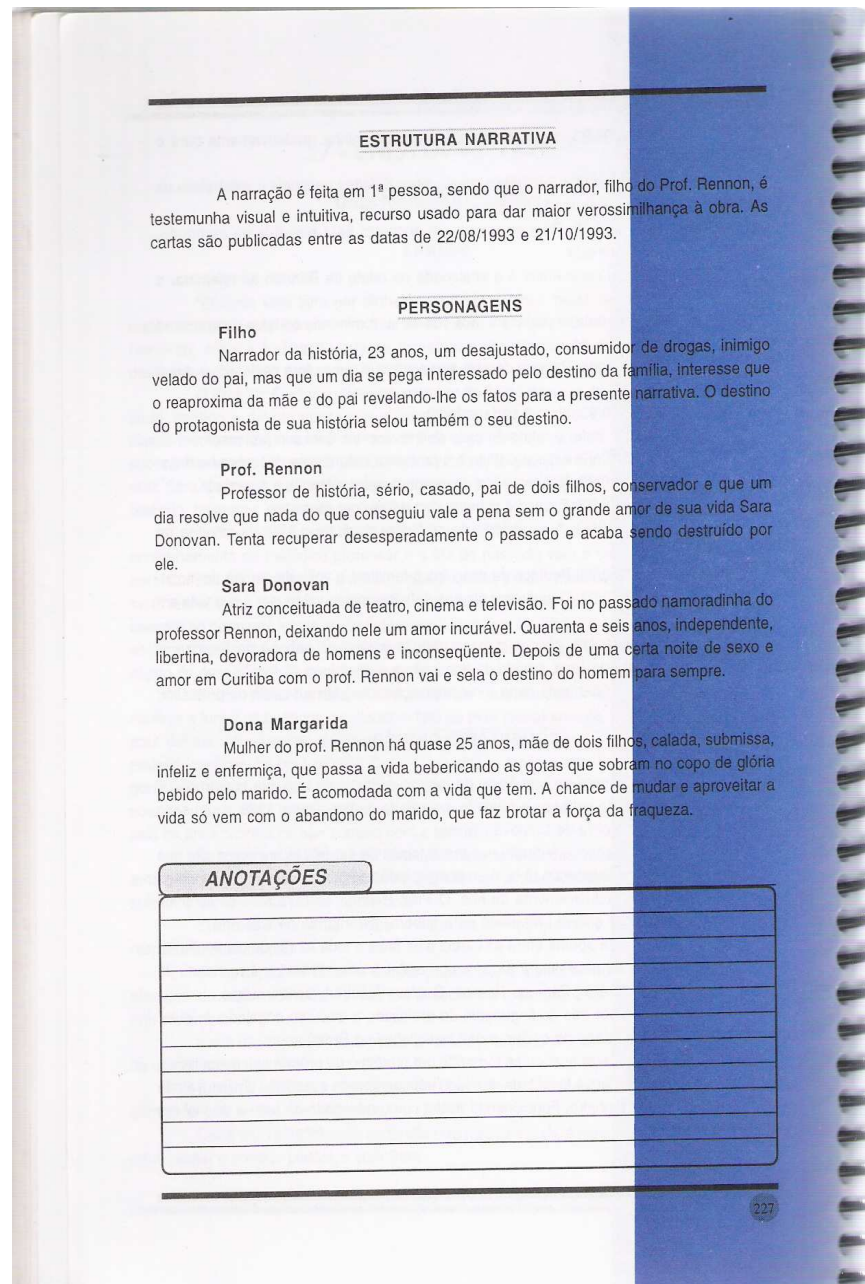 ESTRUTURA NARRATIVA
A narração é feita em 1ª pessoa, sendo que o narrador, filho do Prof. Rennon, é
testemunha visual e intuitiva, recurso usado para dar maior verossimilhança à obra. As
cartas são publicadas entre as datas de 22/08/1993 e 21/10/1993.
PERSONAGENS
Filho
Narrador da história, 23 anos, um desajustado, consumidor de drogas, inimigo
velado do pai, mas que um dia se pega interessado pelo destino da família, interesse que
o reaproxima da mãe e do pai revelando-lhe os fatos para a presente narrativa. O destino
do protagonista de sua história selou também o seu destino.
Prof. Rennon
Professor de história, sério, casado, pai de dois filhos, conservador e que um
dia resolve que nada do que conseguiu vale a pena sem o grande amor de sua vida Sara
Donovan. Tenta recuperar desesperadamente o passado e acaba sendo destruído por
ele.
Sara Donovan
Atriz conceituada de teatro, cinema e televisão. Foi no passado namoradinha do
professor Rennon, deixando nele um amor incurável. Quarenta e seis anos, independente,
libertina, devoradora de homens e inconseqüente. Depois de uma certa noite de sexo e
amor em Curitiba com o prof. Rennon vai e sela o destino do homem para sempre.
Dona Margarida
Mulher do prof. Rennon há quase 25 anos, mãe de dois filhos, calada, submissa,
infeliz e enfermiça, que passa a vida bebericando as gotas que sobram no copo de glória
bebido pelo marido. É acomodada com a vida que tem. A chance de mudar e aproveitar a
vida só vem com o abandono do marido, que faz brotar a força da fraqueza.
ANOTAÇÕES
227